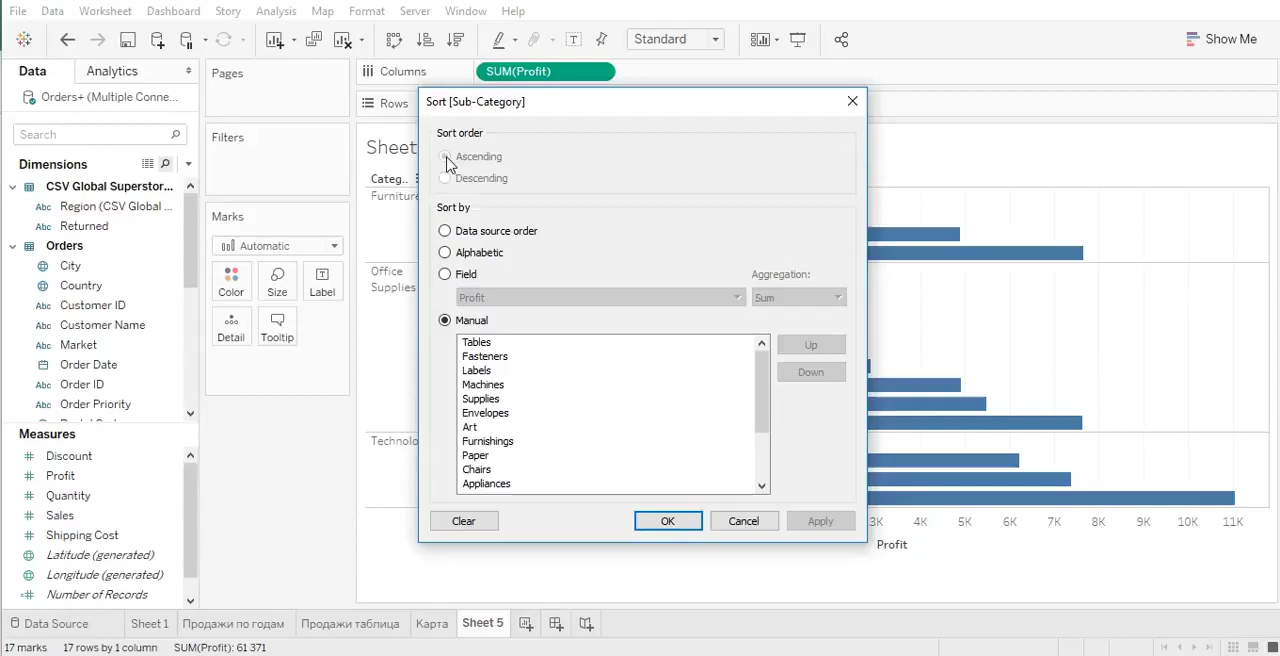 File Data Worksheet Dashboard Story Analysis Map Format Server Window Help
Standard
Show Me
Data Analytics
Orders+ (Multiple Conne...
Search
Dimensions
CSV Global Superstor...
Abc Region (CSV Global ...
Abc Returned
Orders
City
Country
Abc Customer ID
Abc Customer Name
Abc Market
Order Date
Abc Order ID
Abc Order Priority
Measures
# Discount
# Profit
# Quantity
# Sales
# Shipping Cost
Latitude (generated)
Longitude (generated)
Number of Records
Pages
Filters
Marks
Automatic
Color Size Label
Detail Tooltip
Columns
SUM(Profit)
Rows
Sheet
Categ..
Furniture
Office
Supplies
Technolo
Sort [Sub-Category]
Sort order
Ascending
Descending
Sort by
Data source order
Alphabetic
Field
Aggregation:
Profit
Sum
Manual
Tables
Fasteners
Labels
Machines
Supplies
Envelopes
Art
Furnishings
Paper
Chairs
Appliances
Up
Down
Clear OK Cancel Apply
3K 4K 5K 6K 7K 8K 9K 10K 11K
Profit
Data Source Sheet 1 Продажи по годам Продажи таблица Карта Sheet 5
17 marks 17 rows by 1 column SUM(Profit): 61 371